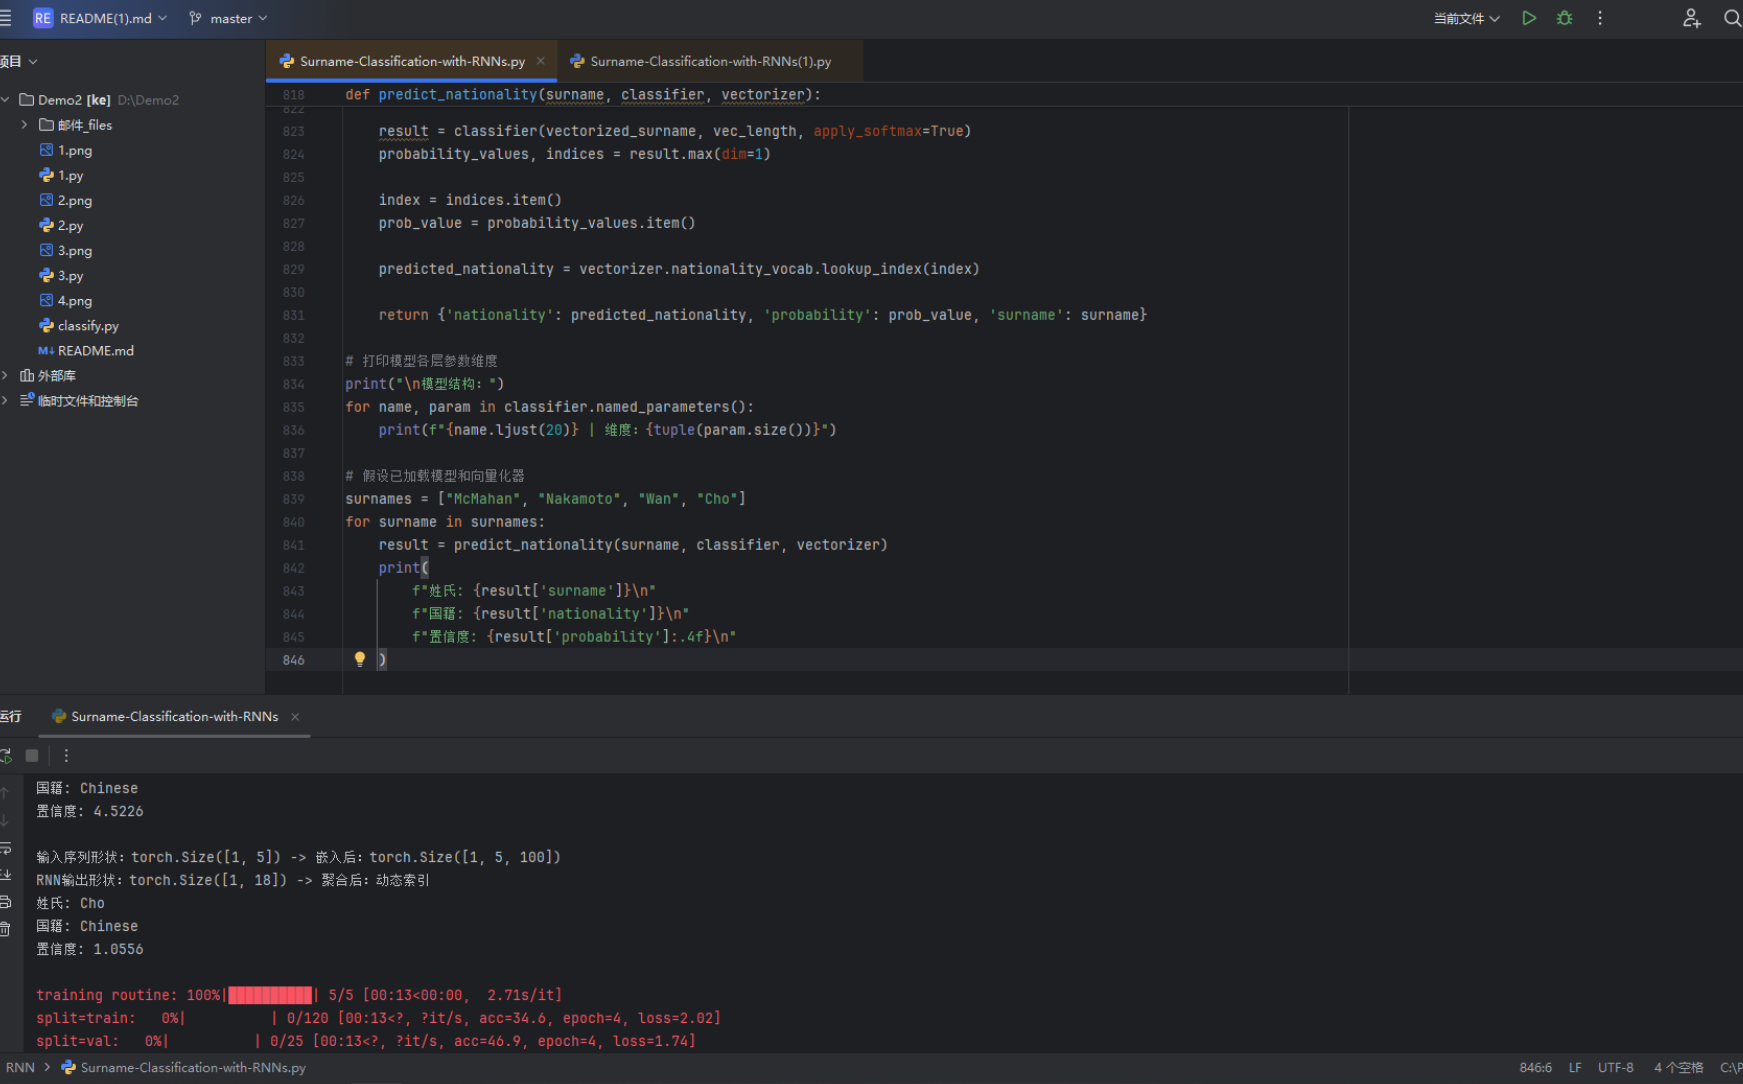 RE README(1).md master 当前文件
项目
Surname-Classification-with-RNNs.py × Surname-Classification-with-RNNs(1).py
Demo2 [ke] D:\Demo2
邮件_files
1.png
1.py
2.png
2.py
3.png
3.py
4.png
classify.py
M↓ README.md
外部库
临时文件和控制台
818 def predict_nationality(surname, classifier, vectorizer):
822
823 result = classifier(vectorized_surname, vec_length, apply_softmax=True)
824 probability_values, indices = result.max(dim=1)
825
826 index = indices.item()
827 prob_value = probability_values.item()
828
829 predicted_nationality = vectorizer.nationality_vocab.lookup_index(index)
830
831 return {'nationality': predicted_nationality, 'probability': prob_value, 'surname': surname}
832
833 # 打印模型各层参数维度
834 print("\n模型结构：")
835 for name, param in classifier.named_parameters():
836 print(f"{name.ljust(20)} | 维度：{tuple(param.size())}")
837
838 # 假设已加载模型和向量化器
839 surnames = ["McMahan", "Nakamoto", "Wan", "Cho"]
840 for surname in surnames:
841 result = predict_nationality(surname, classifier, vectorizer)
842 print(
843 f"姓氏: {result['surname']}\n"
844 f"国籍: {result['nationality']}\n"
845 f"置信度: {result['probability']:.4f}\n"
846 )
运行 Surname-Classification-with-RNNs ×
国籍: Chinese
置信度: 4.5226
输入序列形状：torch.Size([1, 5]) -> 嵌入后：torch.Size([1, 5, 100])
RNN输出形状：torch.Size([1, 18]) -> 聚合后：动态索引
姓氏: Cho
国籍: Chinese
置信度: 1.0556
training routine: 100%|██████████| 5/5 [00:13<00:00, 2.71s/it]
split=train: 0%| | 0/120 [00:13<?, ?it/s, acc=34.6, epoch=4, loss=2.02]
split=val: 0%| | 0/25 [00:13<?, ?it/s, acc=46.9, epoch=4, loss=1.74]
RNN > Surname-Classification-with-RNNs.py 846:6 LF UTF-8 4 个空格 C:\P